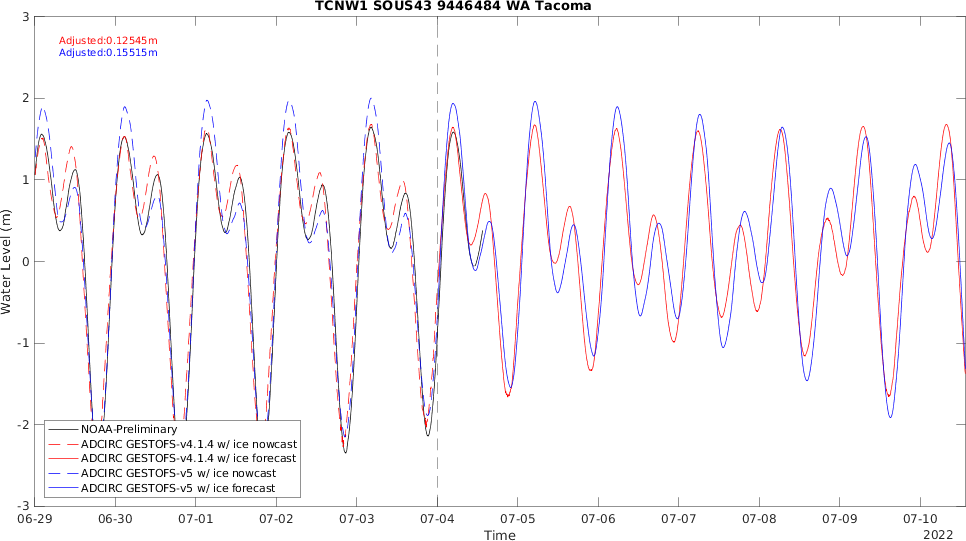 TCNW1 SOUS43 9446484 WA Tacoma
Adjusted:0.12545m
Adjusted:0.15515m
3
2
1
0
-1
-2
-3
Water Level (m)
NOAA-Preliminary
ADCIRC GESTOFS-v4.1.4 w/ ice nowcast
ADCIRC GESTOFS-v4.1.4 w/ ice forecast
ADCIRC GESTOFS-v5 w/ ice nowcast
ADCIRC GESTOFS-v5 w/ ice forecast
06-29 06-30 07-01 07-02 07-03 07-04 07-05 07-06 07-07 07-08 07-09 07-10
Time
2022